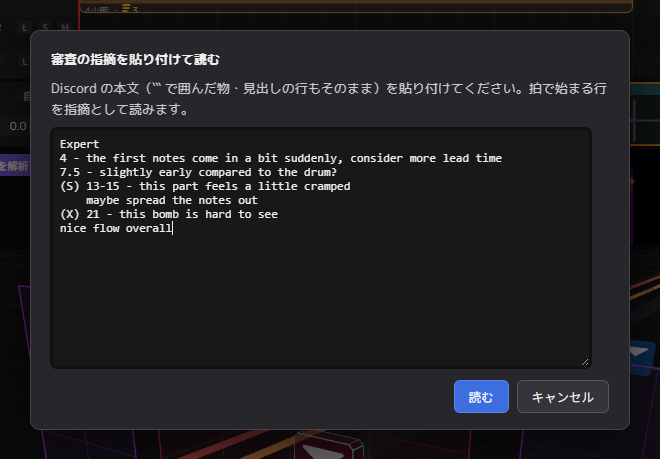 L S M
L
0.0
を解析
審査の指摘を貼り付けて読む
Discord の本文（``` で囲んだ物・見出しの行もそのまま）を貼り付けてください。拍で始まる行
を指摘として読みます。
Expert
4 - the first notes come in a bit suddenly, consider more lead time
7.5 - slightly early compared to the drum?
(S) 13-15 - this part feels a little cramped
maybe spread the notes out
(X) 21 - this bomb is hard to see
nice flow overall
読む
キャンセル